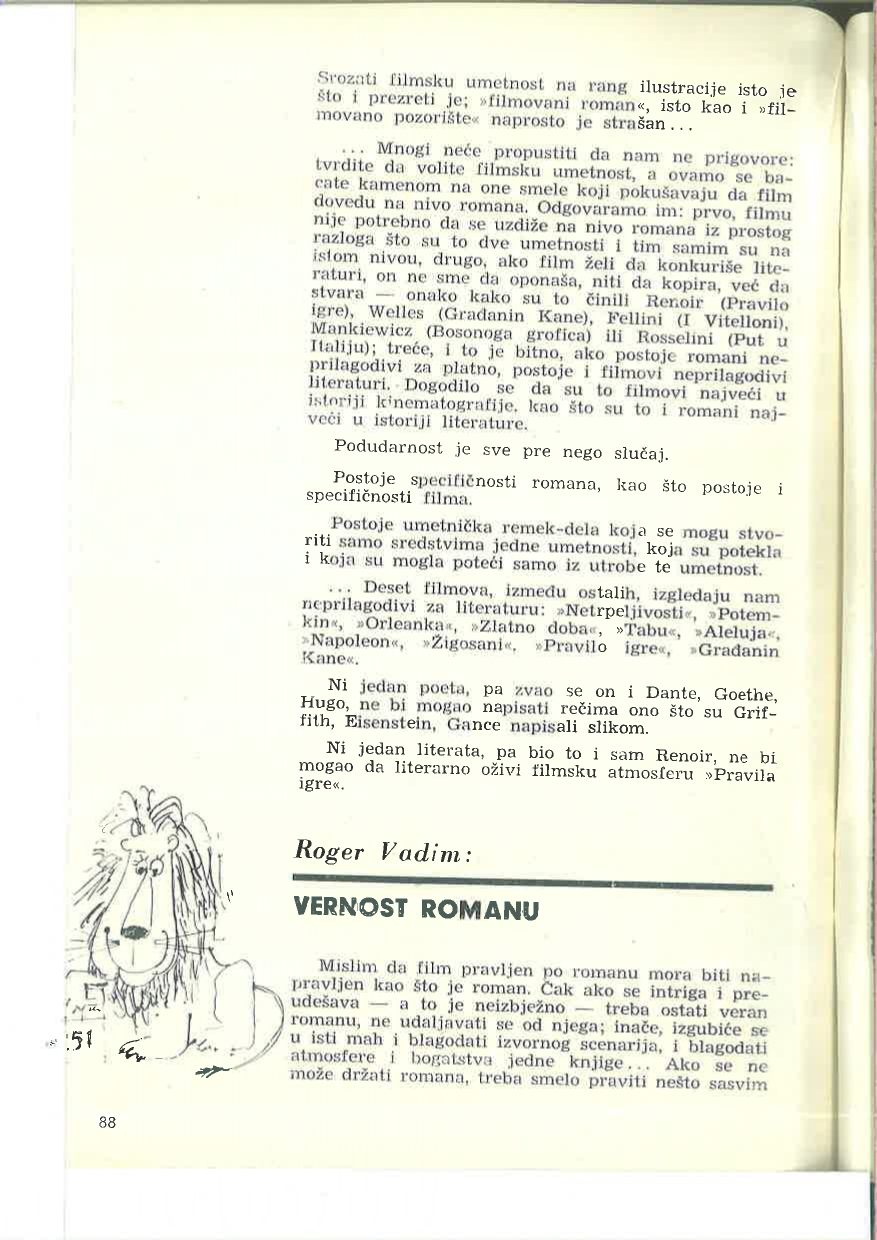 Srozati filmsku umetnost na rang ilustracije isto je
što i prezreti je; »filmovani roman«, isto kao i »fil-
movano pozorište« naprosto je strašan ...
... Mnogi neće propustiti da nam ne prigovore:
tvrdite da volite filmsku umetnost, a ovamo se ba-
cate kamenom na one smele koji pokušavaju da film
dovedu na nivo romana. Odgovaramo im: prvo, filmu
nije potrebno da se uzdiže na nivo romana iz prostog
razloga što su to dve umetnosti i tim samim su na
istom nivou, drugo, ako film želi da konkuriše lite-
raturi, on ne sme da oponaša, niti da kopira, već da
stvara — onako kako su to činili Renoir (Pravilo
igre), Welles (Građanin Kane), Fellini (I Vitelloni),
Mankiewicz (Bosonoga grofica) ili Rosselini (Put u
Italiju); treće, i to je bitno, ako postoje romani ne-
prilagodivi za platno, postoje i filmovi neprilagodivi
literaturi. Dogodilo se da su to filmovi najveći u
istoriji kinematografije, kao što su to i romani naj-
veći u istoriji literature.
Podudarnost je sve pre nego slučaj.
Postoje specifičnosti romana, kao što postoje i
specifičnosti filma.
Postoje umetnička remek-dela koja se mogu stvo-
riti samo sredstvima jedne umetnosti, koja su potekla
i koja su mogla poteći samo iz utrobe te umetnost.
... Deset filmova, između ostalih, izgledaju nam
neprilagodivi za literaturu: »Netrpeljivosti«, »Potem-
kin«, »Orleanka«, »Zlatno doba«, »Tabu«, »Aleluja«,
»Napoleon«, »Žigosani«, »Pravilo igre«, »Građanin
Kane«.
Ni jedan poeta, pa zvao se on i Dante, Goethe,
Hugo, ne bi mogao napisati rečima ono što su Grif-
fith, Eisenstein, Gance napisali slikom.
Ni jedan literata, pa bio to i sam Renoir, ne bi
mogao da literarno oživi filmsku atmosferu »Pravila
igre«.
Roger Vadim:
VERNOST ROMANU
Mislim da film pravljen po romanu mora biti na-
pravljen kao što je roman. Čak ako se intriga i pre-
udešava — a to je neizbježno — treba ostati veran
romanu, ne udaljavati se od njega; inače, izgubiće se
u isti mah i blagodati izvornog scenarija, i blagodati
atmosfere i bogatstva jedne knjige... Ako se ne
može držati romana, treba smelo praviti nešto sasvim
51
88